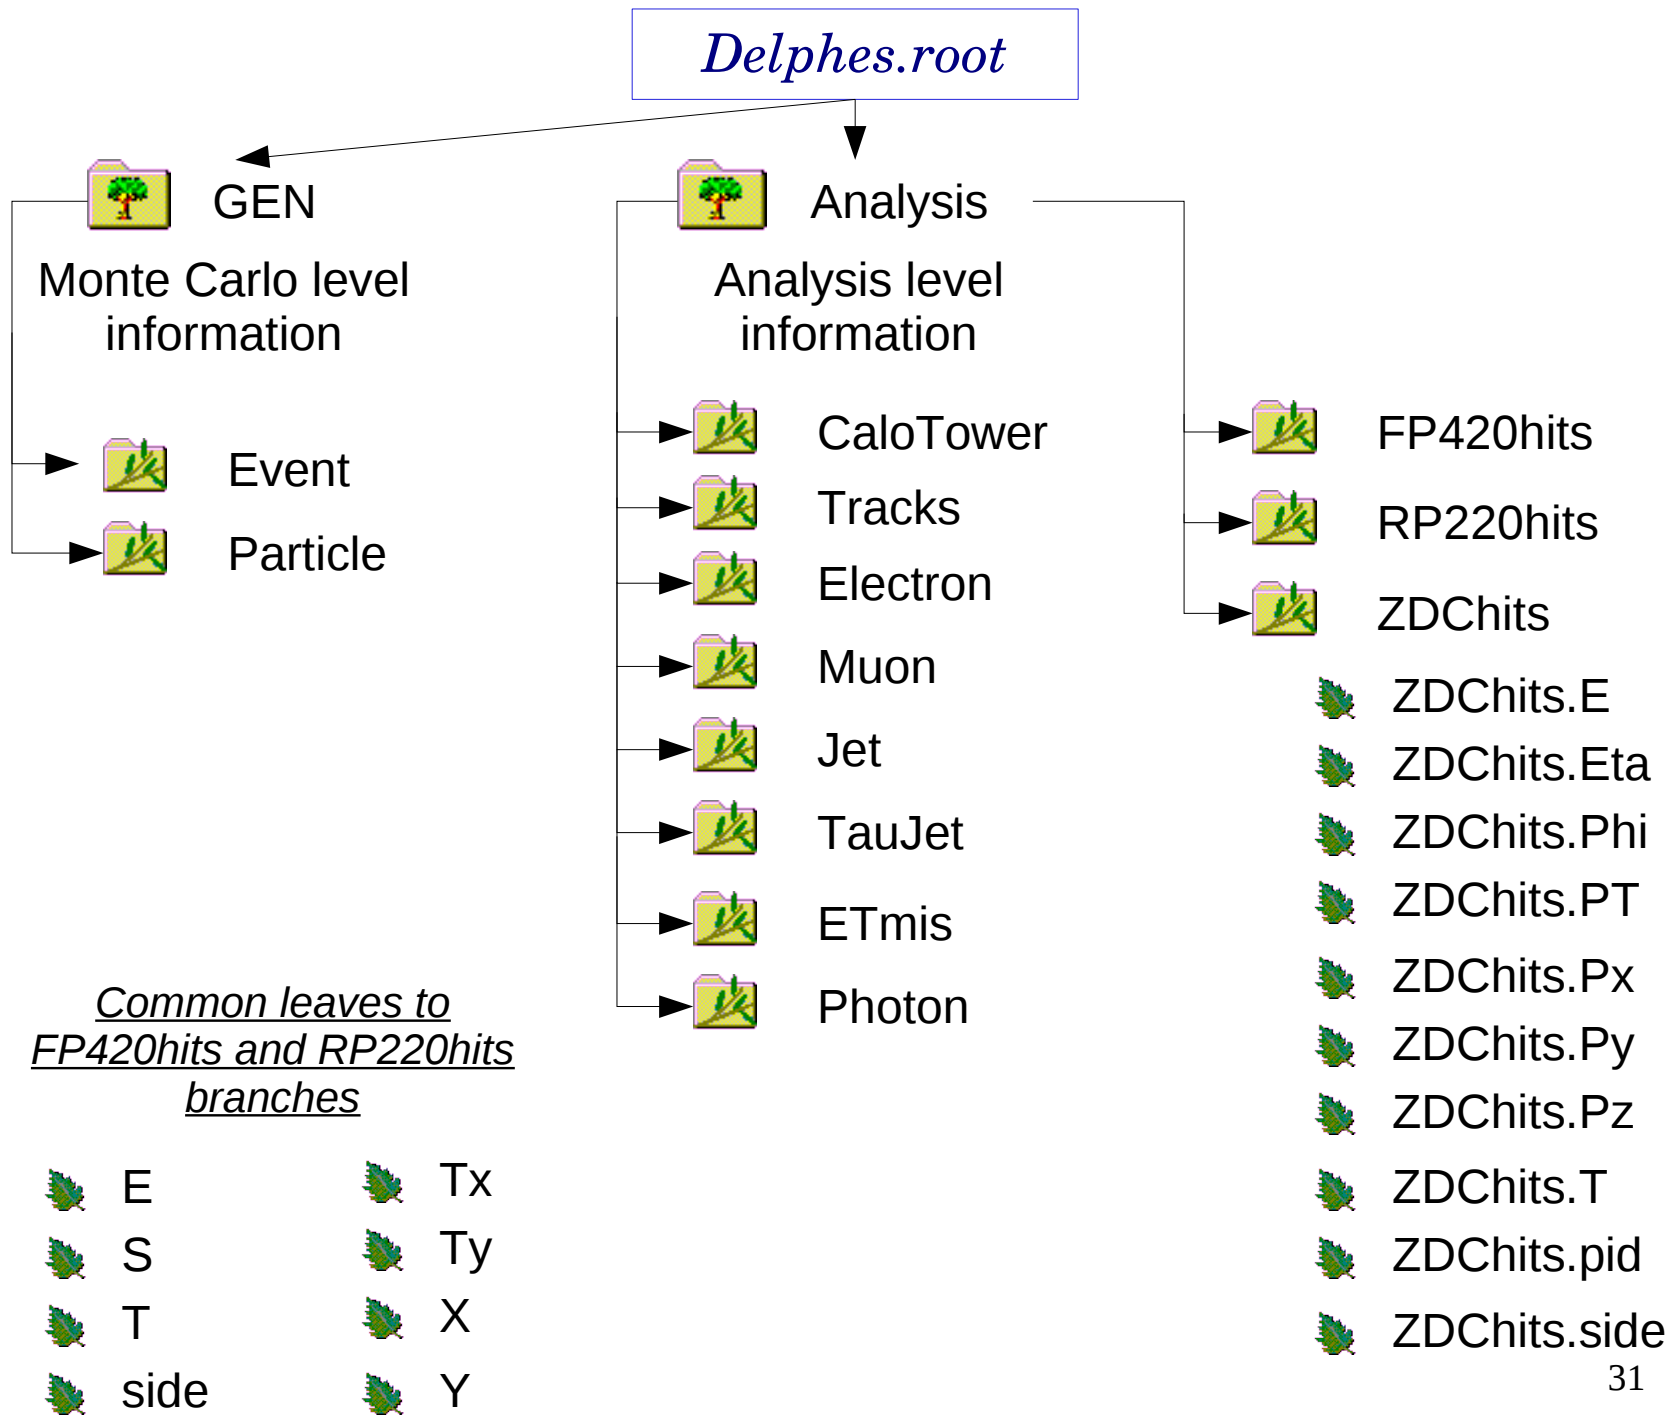 Delphes.root
GEN
Monte Carlo level
information
Event
Particle
Analysis
Analysis level
information
CaloTower
Tracks
Electron
Muon
Jet
TauJet
ETmis
Photon
FP420hits
RP220hits
ZDChits
ZDChits.E
ZDChits.Eta
ZDChits.Phi
ZDChits.PT
ZDChits.Px
ZDChits.Py
ZDChits.Pz
ZDChits.T
ZDChits.pid
ZDChits.side
Common leaves to
FP420hits and RP220hits
branches
E
S
T
side
Tx
Ty
X
Y
31